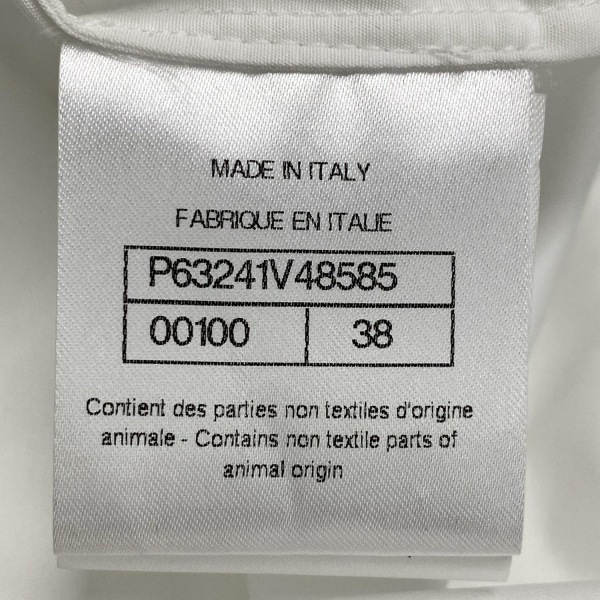 MADE IN ITALY
FABRIQUE EN ITALIE
P63241V48585
00100 38
Contient des parties non textiles d'origine
animale - Contains non textile parts of
animal origin